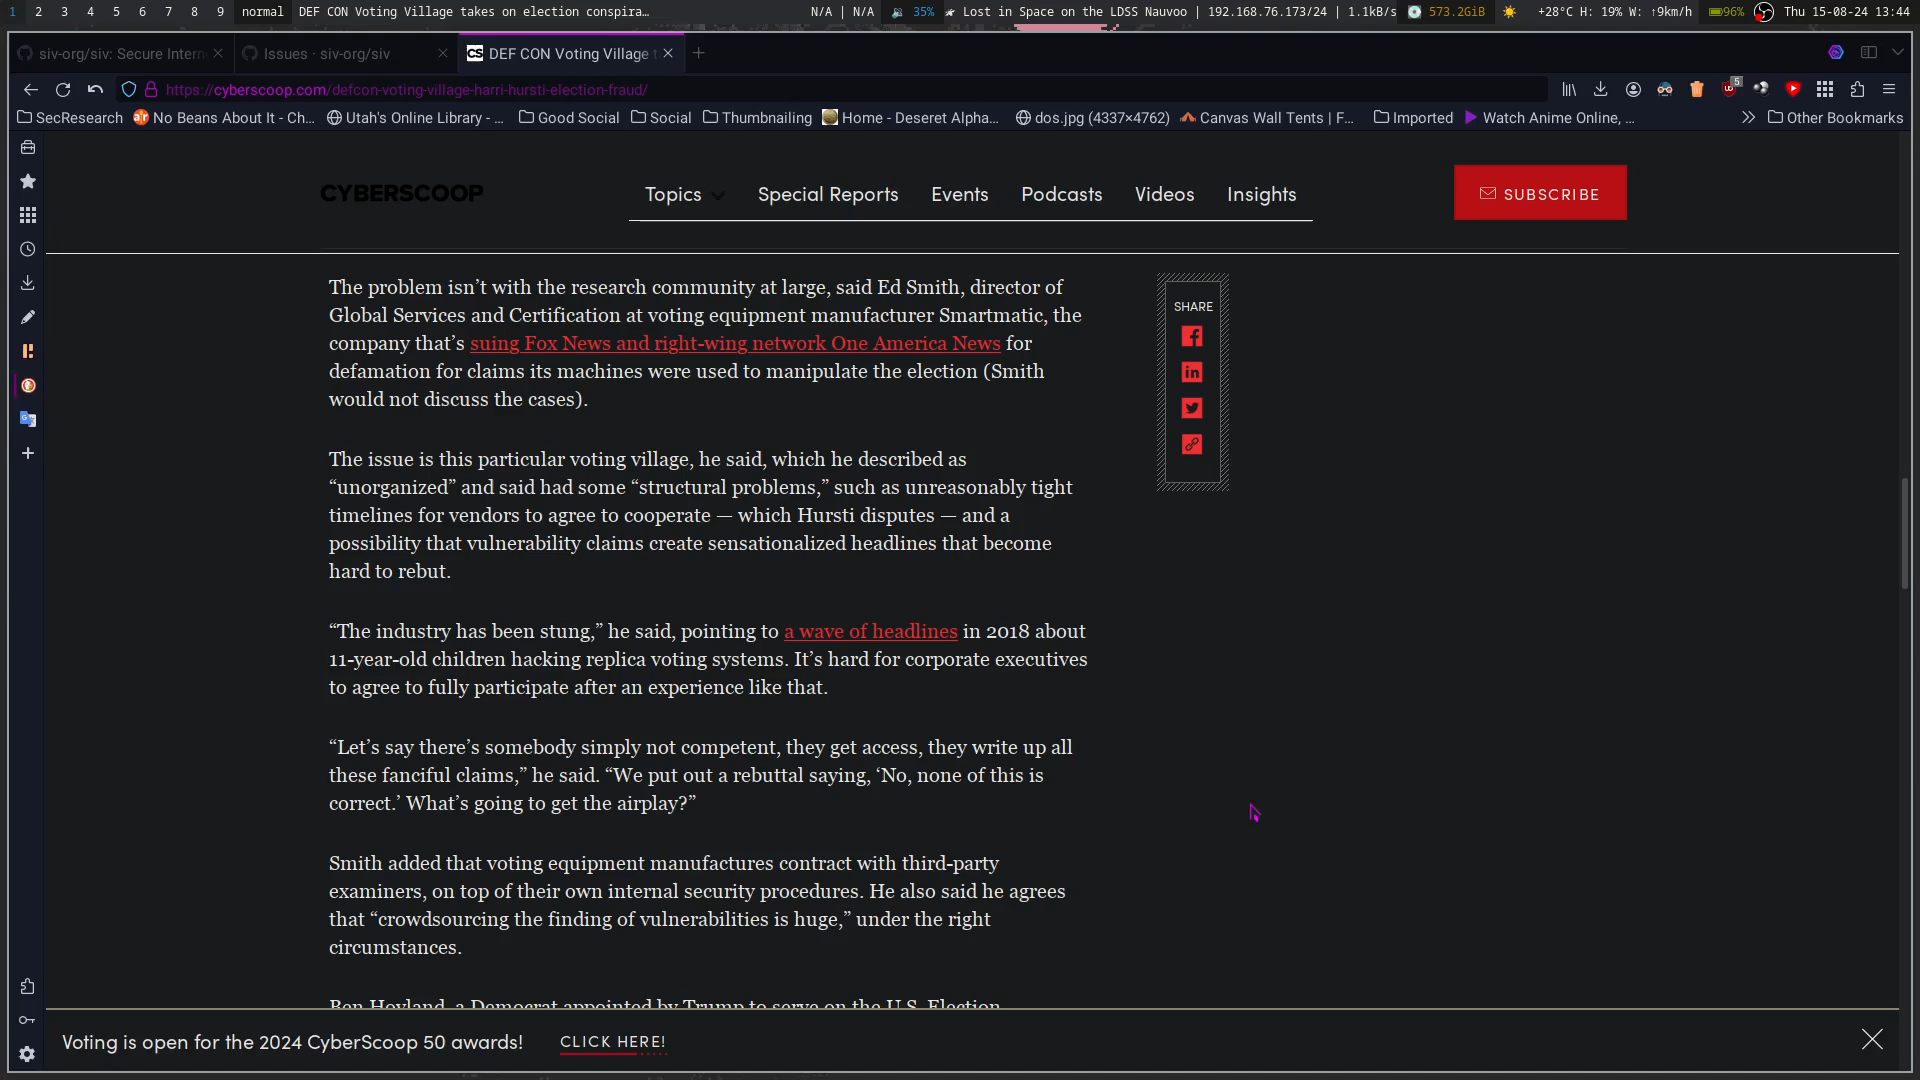 1 2 3 4 5 6 7 8 9 normal DEF CON Voting Village takes on election conspira… N/A | N/A 35% Lost in Space on the LDSS Nauvoo | 192.168.76.173/24 | 1.1kB/s 573.2GiB +28°C H: 19% W: ↑9km/h 96% Thu 15-08-24 13:44
siv-org/siv: Secure Intern
Issues · siv-org/siv
CS DEF CON Voting Village t
https://cyberscoop.com/defcon-voting-village-harri-hursti-election-fraud/
5
SecResearch No Beans About It - Ch… Utah's Online Library - … Good Social Social Thumbnailing Home - Deseret Alpha… dos.jpg (4337×4762) Canvas Wall Tents | F… Imported Watch Anime Online, … Other Bookmarks
CYBERSCOOP
Topics Special Reports Events Podcasts Videos Insights
SUBSCRIBE
The problem isn’t with the research community at large, said Ed Smith, director of
Global Services and Certification at voting equipment manufacturer Smartmatic, the
company that’s suing Fox News and right-wing network One America News for
defamation for claims its machines were used to manipulate the election (Smith
would not discuss the cases).
SHARE
The issue is this particular voting village, he said, which he described as
“unorganized” and said had some “structural problems,” such as unreasonably tight
timelines for vendors to agree to cooperate — which Hursti disputes — and a
possibility that vulnerability claims create sensationalized headlines that become
hard to rebut.
“The industry has been stung,” he said, pointing to a wave of headlines in 2018 about
11-year-old children hacking replica voting systems. It’s hard for corporate executives
to agree to fully participate after an experience like that.
“Let’s say there’s somebody simply not competent, they get access, they write up all
these fanciful claims,” he said. “We put out a rebuttal saying, ‘No, none of this is
correct.’ What’s going to get the airplay?”
Smith added that voting equipment manufactures contract with third-party
examiners, on top of their own internal security procedures. He also said he agrees
that “crowdsourcing the finding of vulnerabilities is huge,” under the right
circumstances.
Ben Hovland, a Democrat appointed by Trump to serve on the U.S. Election
Voting is open for the 2024 CyberScoop 50 awards! CLICK HERE!